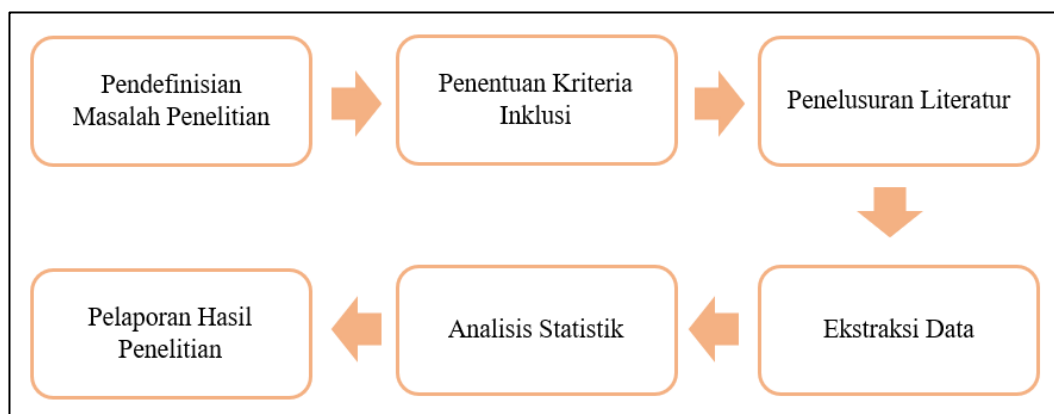 Pendefinisian
Masalah Penelitian
Penentuan Kriteria
Inklusi
Penelusuran Literatur
Ekstraksi Data
Analisis Statistik
Pelaporan Hasil
Penelitian